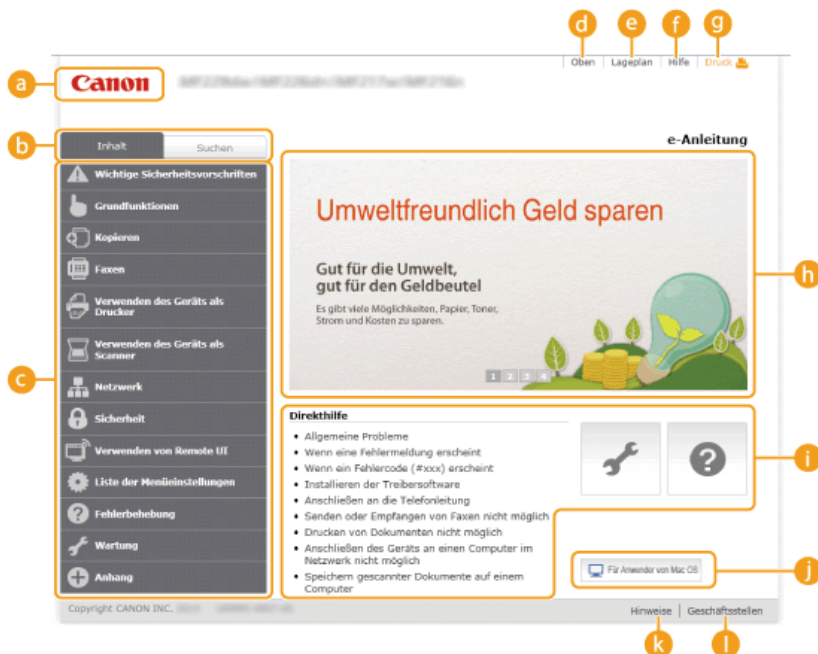 d e f g
Oben Lageplan Hilfe Druck
a Canon
b Inhalt Suchen
e-Anleitung
c
Wichtige Sicherheitsvorschriften
Grundfunktionen
Kopieren
Faxen
Verwenden des Geräts als
Drucker
Verwenden des Geräts als
Scanner
Netzwerk
Sicherheit
Verwenden von Remote UI
Liste der Menüeinstellungen
Fehlerbehebung
Wartung
Anhang
Umweltfreundlich Geld sparen
Gut für die Umwelt,
gut für den Geldbeutel
Es gibt viele Möglichkeiten, Papier, Toner,
Strom und Kosten zu sparen.
1 2 3 4
h
Direkthilfe
• Allgemeine Probleme
• Wenn eine Fehlermeldung erscheint
• Wenn ein Fehlercode (#xxx) erscheint
• Installieren der Treibersoftware
• Anschließen an die Telefonleitung
• Senden oder Empfangen von Faxen nicht möglich
• Drucken von Dokumenten nicht möglich
• Anschließen des Geräts an einen Computer im
Netzwerk nicht möglich
• Speichern gescannter Dokumente auf einem
Computer
?
i
Für Anwender von Mac OS
j
Copyright CANON INC.
Hinweise Geschäftsstellen
k l